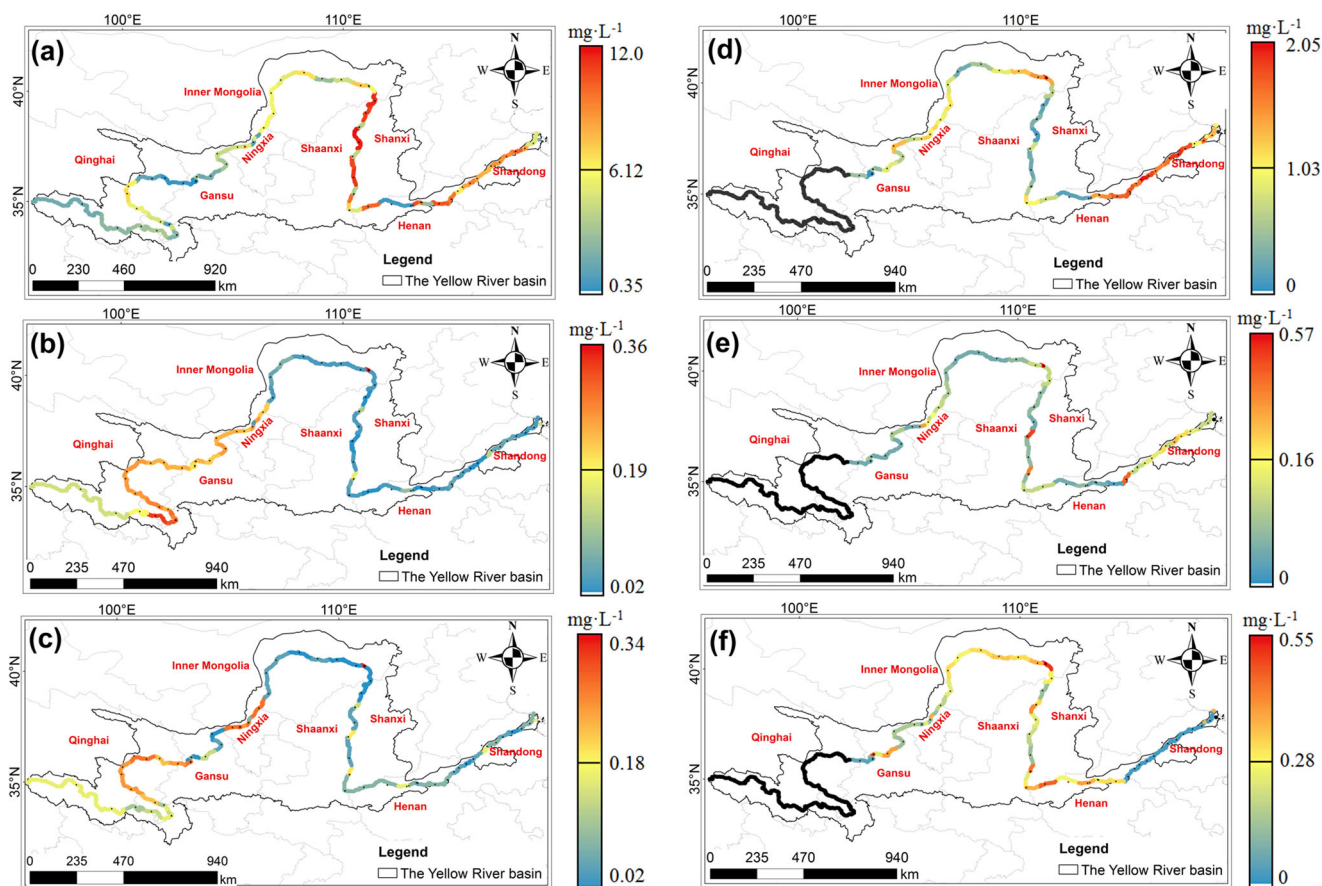 100°E
110°E
(a)
N
W
E
S
40°N
35°N
Inner Mongolia
Ningxia
Shaanxi
Shanxi
Qinghai
Gansu
Henan
Shandong
0 230 460 920
km
Legend
The Yellow River basin
mg·L⁻¹
12.0
6.12
0.35
100°E
110°E
(d)
N
W
E
S
40°N
35°N
Inner Mongolia
Ningxia
Shaanxi
Shanxi
Qinghai
Gansu
Henan
Shandong
0 235 470 940
km
Legend
The Yellow River basin
mg·L⁻¹
2.05
1.03
0
100°E
110°E
(b)
N
W
E
S
40°N
35°N
Inner Mongolia
Ningxia
Shaanxi
Shanxi
Qinghai
Gansu
Henan
Shandong
0 235 470 940
km
Legend
The Yellow River basin
mg·L⁻¹
0.36
0.19
0.02
100°E
110°E
(e)
N
W
E
S
40°N
35°N
Inner Mongolia
Ningxia
Shaanxi
Shanxi
Qinghai
Gansu
Henan
Shandong
0 235 470 940
km
Legend
The Yellow River basin
mg·L⁻¹
0.57
0.16
0
100°E
110°E
(c)
N
W
E
S
40°N
35°N
Inner Mongolia
Ningxia
Shaanxi
Shanxi
Qinghai
Gansu
Henan
Shandong
0 235 470 940
km
Legend
The Yellow River basin
mg·L⁻¹
0.34
0.18
0.02
100°E
110°E
(f)
N
W
E
S
40°N
35°N
Inner Mongolia
Ningxia
Shaanxi
Shanxi
Qinghai
Gansu
Henan
Shandong
0 235 470 940
km
Legend
The Yellow River basin
mg·L⁻¹
0.55
0.28
0